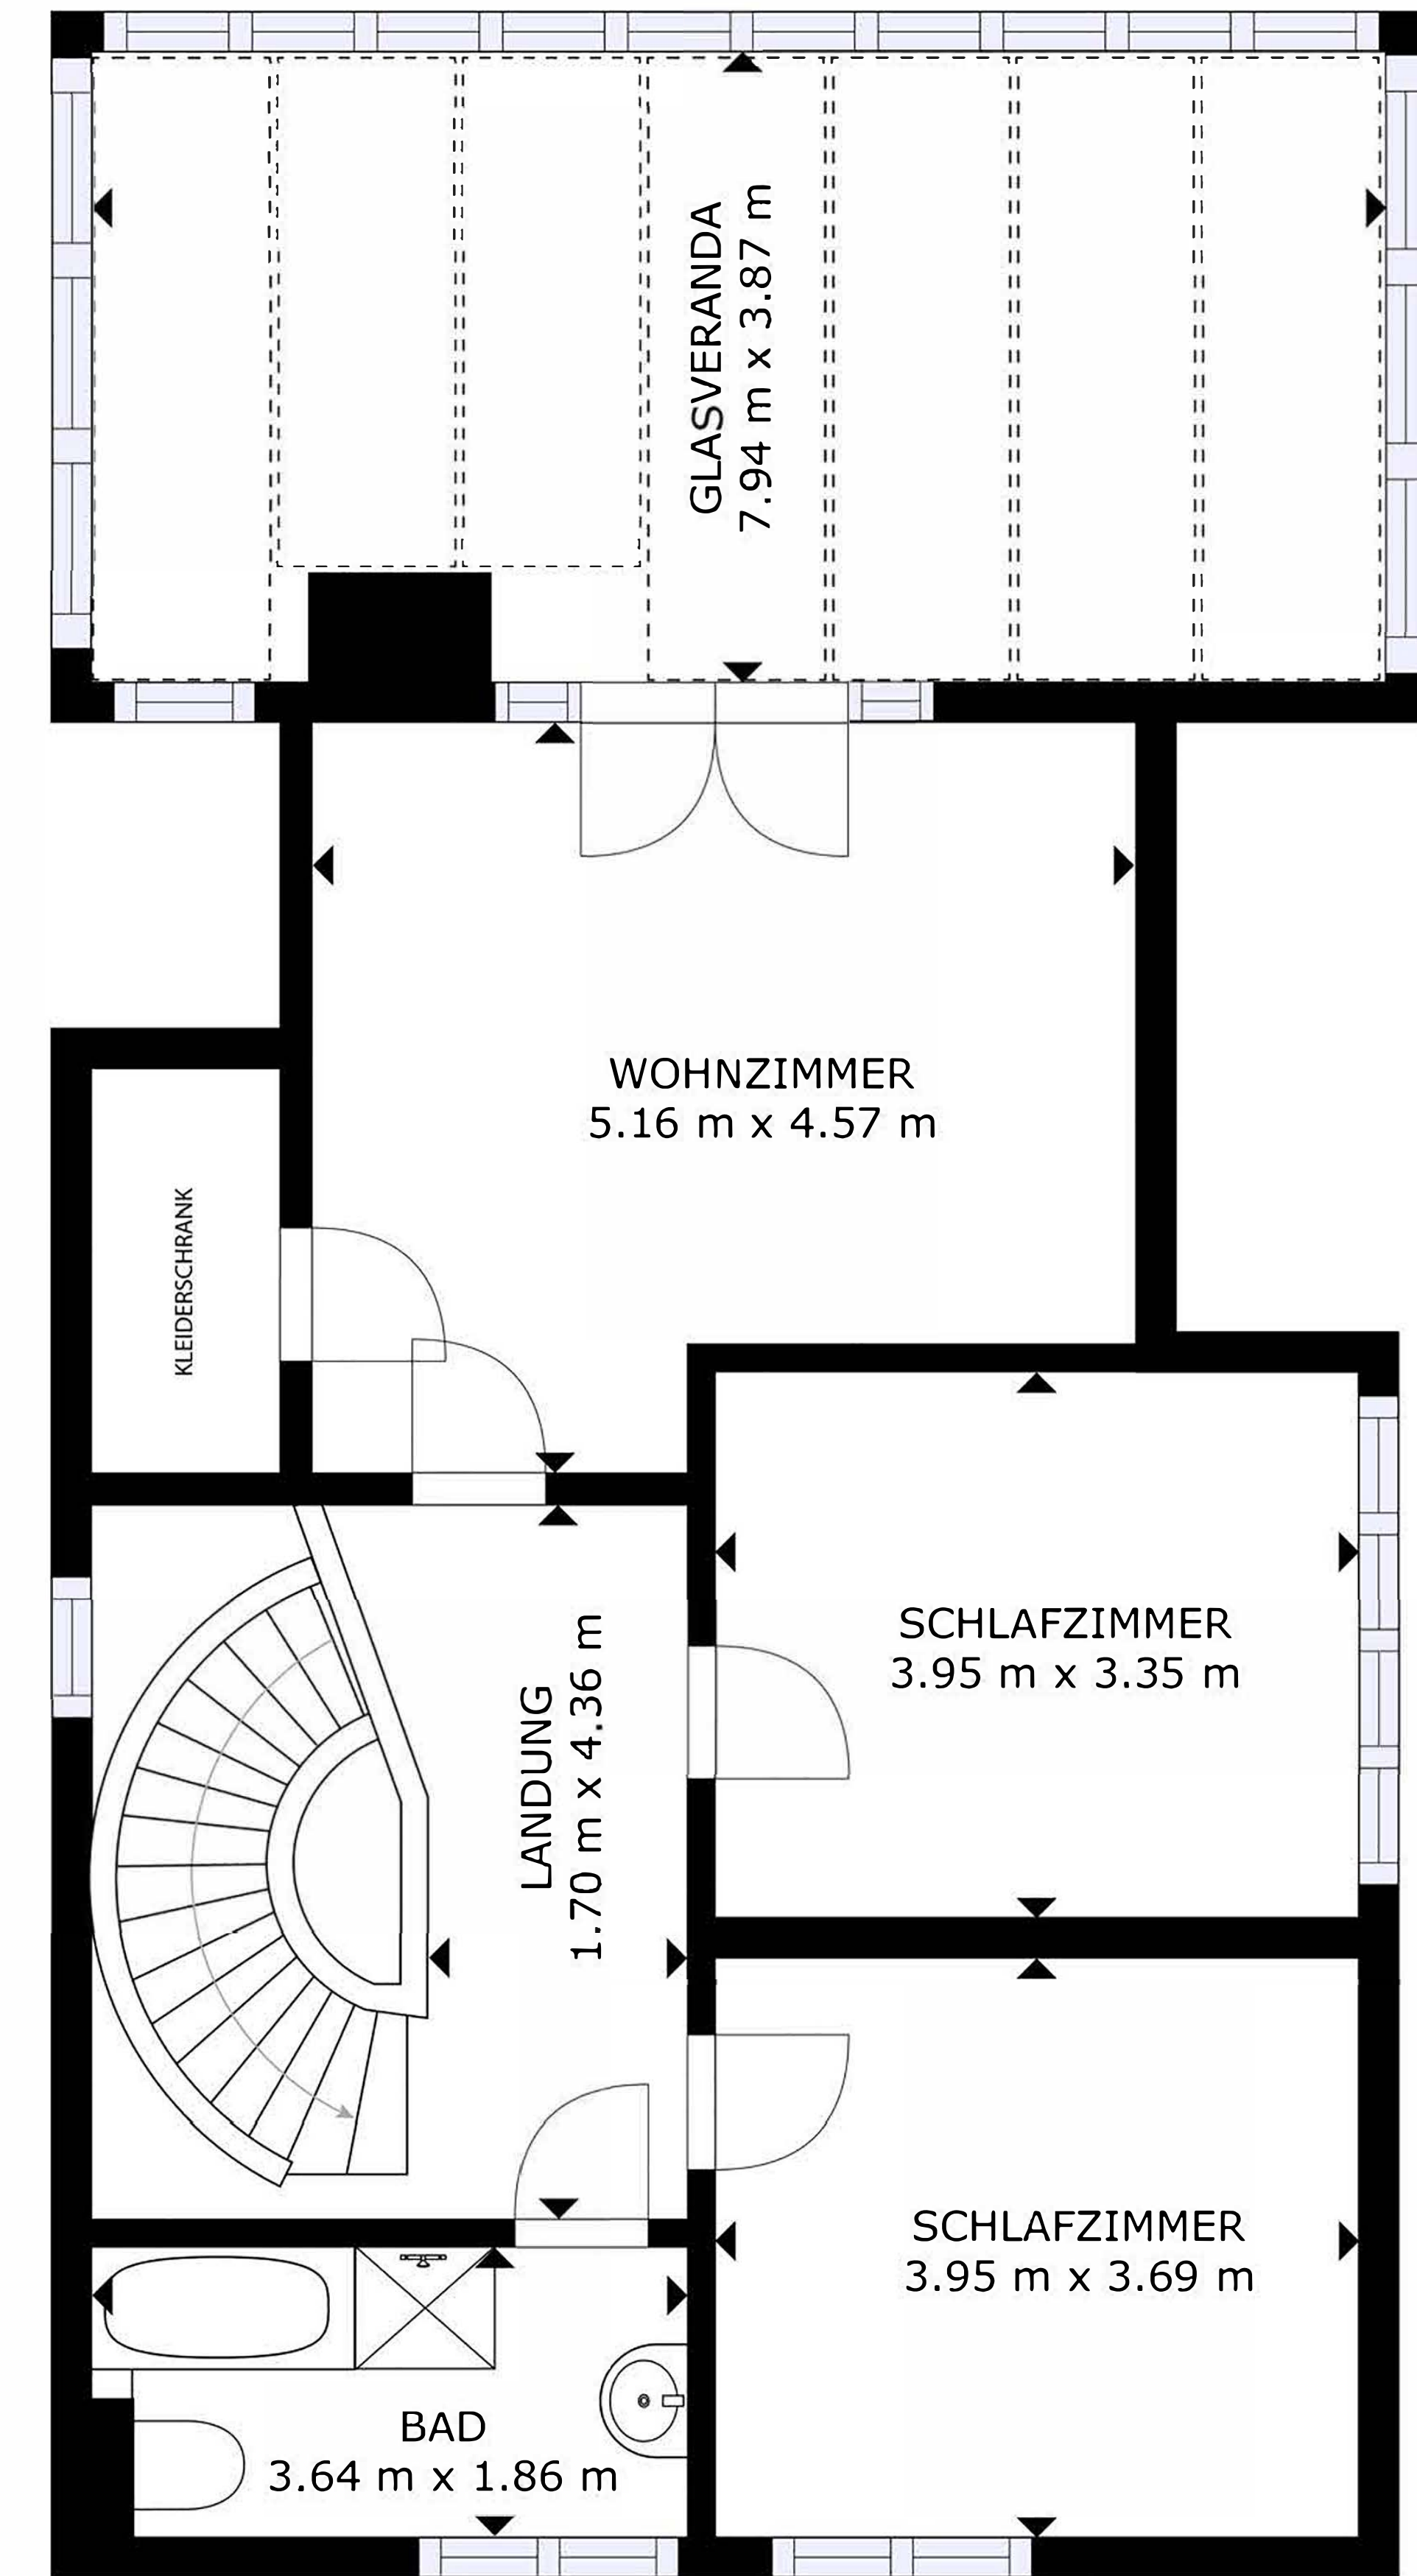 GLASVERANDA
7.94 m x 3.87 m
WOHNZIMMER
5.16 m x 4.57 m
KLEIDERSCHRANK
SCHLAFZIMMER
3.95 m x 3.35 m
LANDUNG
1.70 m x 4.36 m
SCHLAFZIMMER
3.95 m x 3.69 m
BAD
3.64 m x 1.86 m